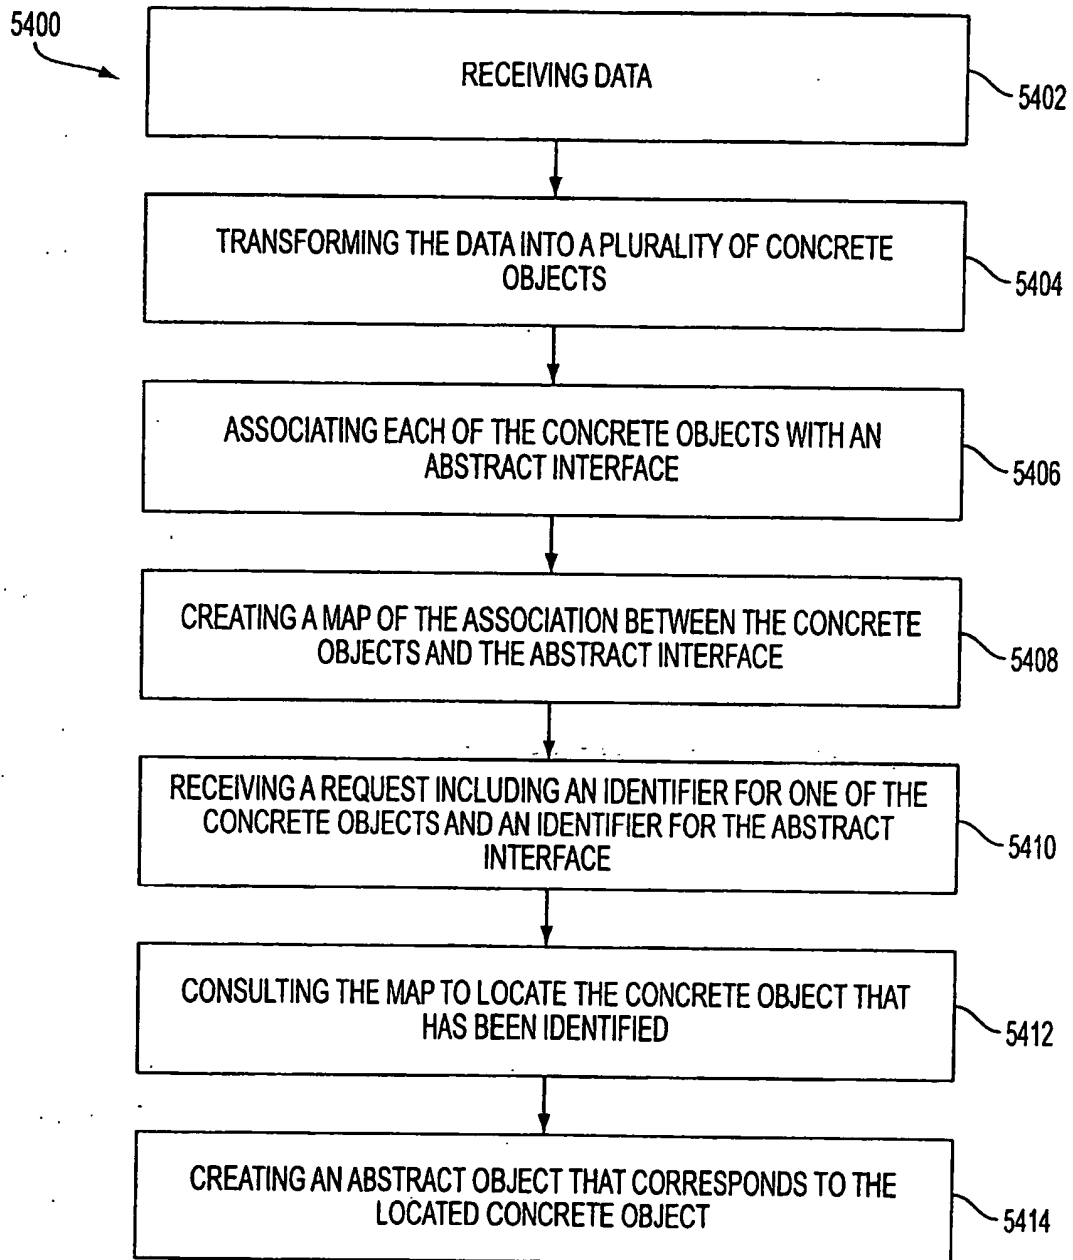 5400
RECEIVING DATA
5402
TRANSFORMING THE DATA INTO A PLURALITY OF CONCRETE
OBJECTS
5404
ASSOCIATING EACH OF THE CONCRETE OBJECTS WITH AN
ABSTRACT INTERFACE
5406
CREATING A MAP OF THE ASSOCIATION BETWEEN THE CONCRETE
OBJECTS AND THE ABSTRACT INTERFACE
5408
RECEIVING A REQUEST INCLUDING AN IDENTIFIER FOR ONE OF THE
CONCRETE OBJECTS AND AN IDENTIFIER FOR THE ABSTRACT
INTERFACE
5410
CONSULTING THE MAP TO LOCATE THE CONCRETE OBJECT THAT
HAS BEEN IDENTIFIED
5412
CREATING AN ABSTRACT OBJECT THAT CORRESPONDS TO THE
LOCATED CONCRETE OBJECT
5414